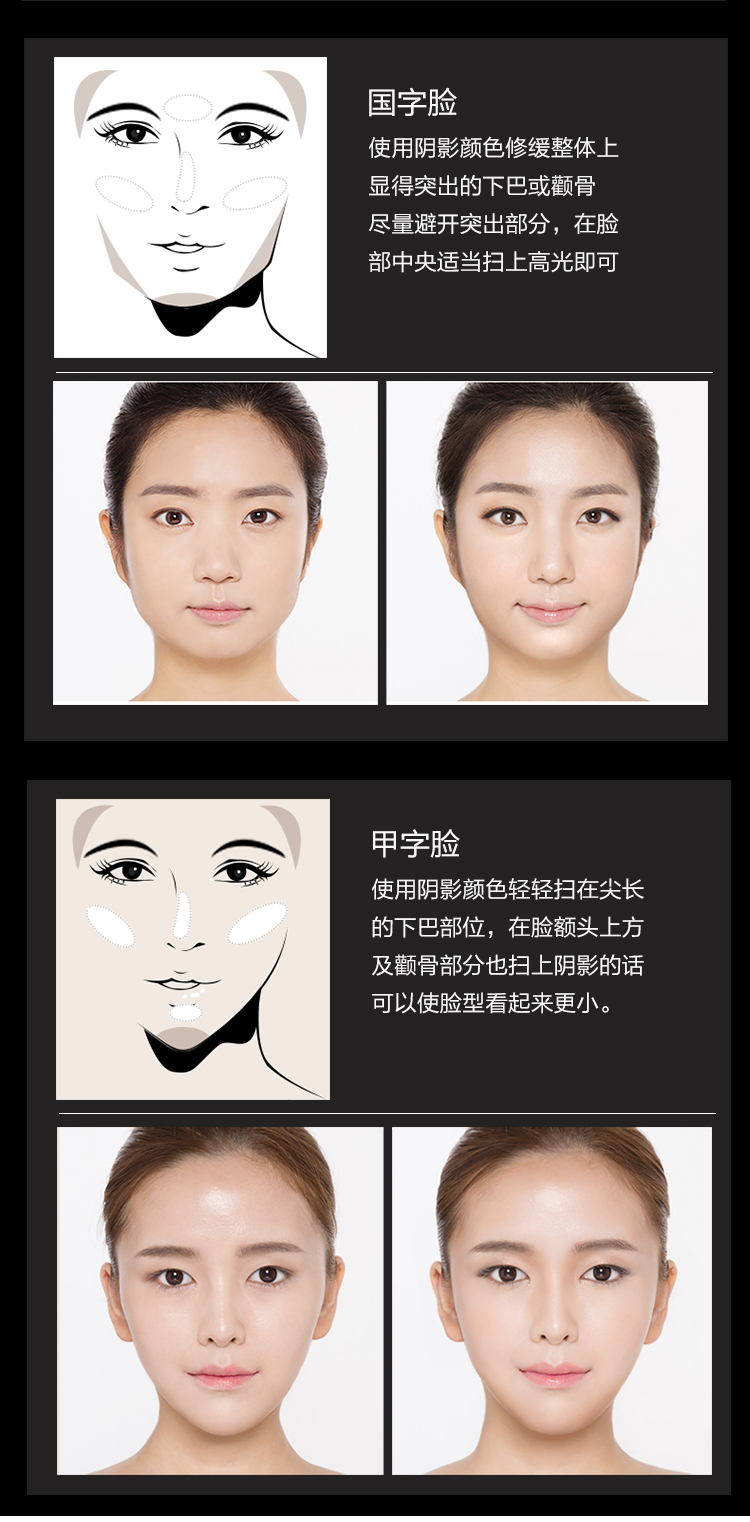 国字脸
使用阴影颜色修缓整体上
显得突出的下巴或颧骨
尽量避开突出部分，在脸
部中央适当扫上高光即可
甲字脸
使用阴影颜色轻轻扫在尖长
的下巴部位，在脸额头上方
及颧骨部分也扫上阴影的话
可以使脸型看起来更小。